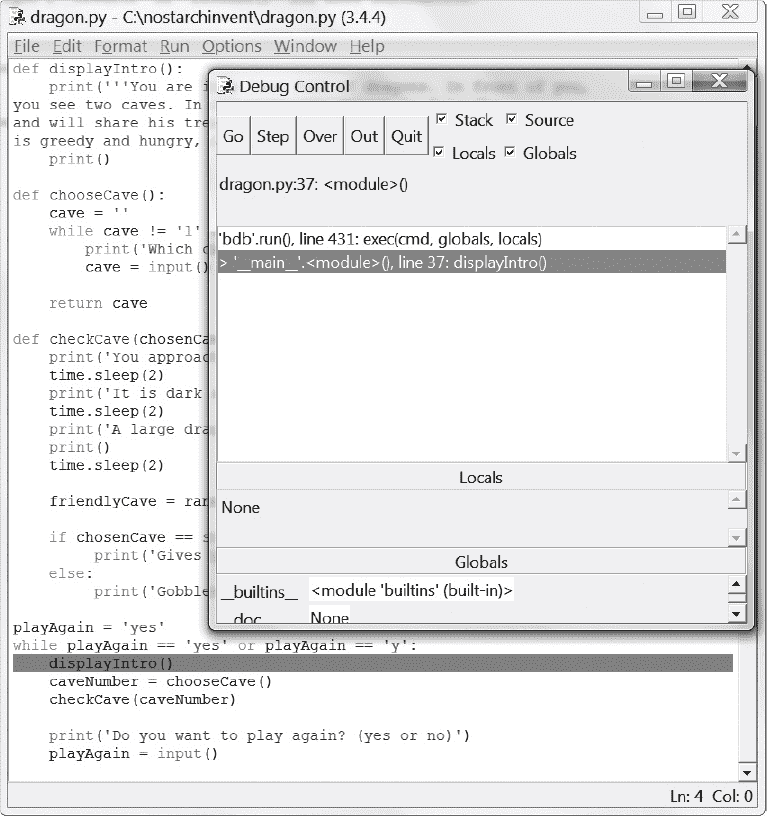 dragon.py - C:\nostarchinvent\dragon.py (3.4.4)
File Edit Format Run Options Window Help
def displayIntro():
    print('''You are i
you see two caves. In
and will share his tre
is greedy and hungry,
    print()
def chooseCave():
    cave = ''
    while cave != '1'
        print('Which c
        cave = input()
    return cave
def checkCave(chosenCa
    print('You approac
    time.sleep(2)
    print('It is dark
    time.sleep(2)
    print('A large dra
    print()
    time.sleep(2)
    friendlyCave = ran
    if chosenCave == s
        print('Gives
    else:
        print('Gobble
playAgain = 'yes'
while playAgain == 'yes' or playAgain == 'y':
    displayIntro()
    caveNumber = chooseCave()
    checkCave(caveNumber)
    print('Do you want to play again? (yes or no)')
    playAgain = input()
Ln: 4 Col: 0
Debug Control
Go Step Over Out Quit
Stack Source
Locals Globals
dragon.py:37: <module>()
'bdb'.run(), line 431: exec(cmd, globals, locals)
> '__main__'.<module>(), line 37: displayIntro()
Locals
None
Globals
__builtins__ <module 'builtins' (built-in)>
__doc__ None